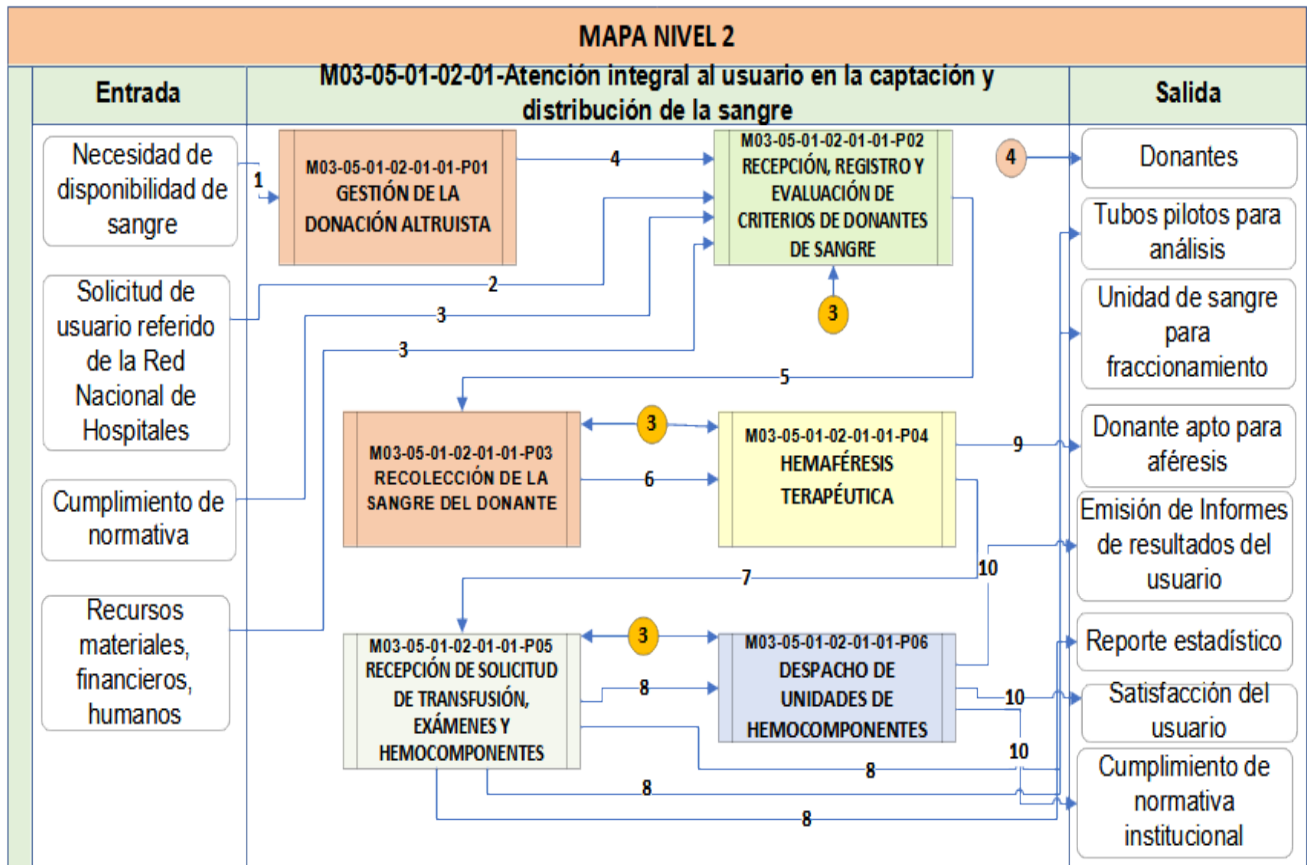 MAPA NIVEL 2
Entrada
M03-05-01-02-01-Atención integral al usuario en la captación y
distribución de la sangre
Salida
Necesidad de
disponibilidad de
sangre
Solicitud de
usuario referido
de la Red
Nacional de
Hospitales
Cumplimiento de
normativa
Recursos
materiales,
financieros,
humanos
1
M03-05-01-02-01-01-P01
GESTIÓN DE LA
DONACIÓN ALTRUISTA
4
M03-05-01-02-01-01-P02
RECEPCIÓN, REGISTRO Y
EVALUACIÓN DE
CRITERIOS DE DONANTES
DE SANGRE
2
3
3
3
5
M03-05-01-02-01-01-P03
RECOLECCIÓN DE LA
SANGRE DEL DONANTE
3
6
M03-05-01-02-01-01-P04
HEMAFÉRESIS
TERAPÉUTICA
9
7
10
M03-05-01-02-01-01-P05
RECEPCIÓN DE SOLICITUD
DE TRANSFUSIÓN,
EXÁMENES Y
HEMOCOMPONENTES
3
8
M03-05-01-02-01-01-P06
DESPACHO DE
UNIDADES DE
HEMOCOMPONENTES
10
10
8
8
8
4
Donantes
Tubos pilotos para
análisis
Unidad de sangre
para
fraccionamiento
Donante apto para
aféresis
Emisión de Informes
de resultados del
usuario
Reporte estadístico
Satisfacción del
usuario
Cumplimiento de
normativa
institucional